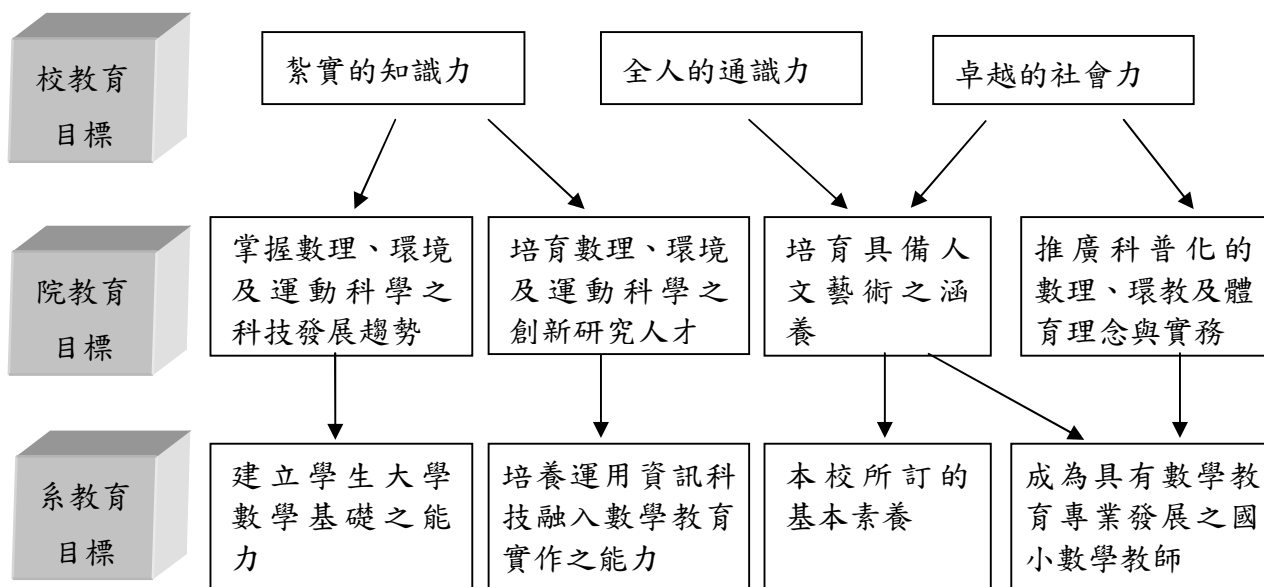 校教育
目標
紮實的知識力
全人的通識力
卓越的社會力
院教育
目標
掌握數理、環境
及運動科學之
科技發展趨勢
培育數理、環境
及運動科學之
創新研究人才
培育具備人
文藝術之涵
養
推廣科普化的
數理、環教及體
育理念與實務
系教育
目標
建立學生大學
數學基礎之能
力
培養運用資訊科
技融入數學教育
實作之能力
本校所訂的
基本素養
成為具有數學教
育專業發展之國
小數學教師